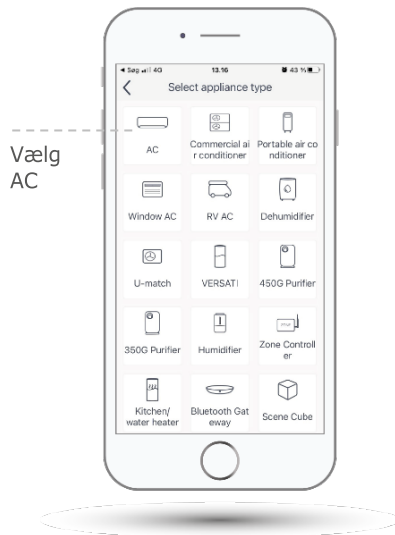 Søg 4G 13.16 43 %
Select appliance type
Vælg
AC
AC
Commercial ai
r conditioner
Portable air co
nditioner
Window AC
RV AC
Dehumidifier
U-match
VERSATI
450G Purifier
350G Purifier
Humidifier
Zone Controll
er
Kitchen/
water heater
Bluetooth Gat
eway
Scene Cube